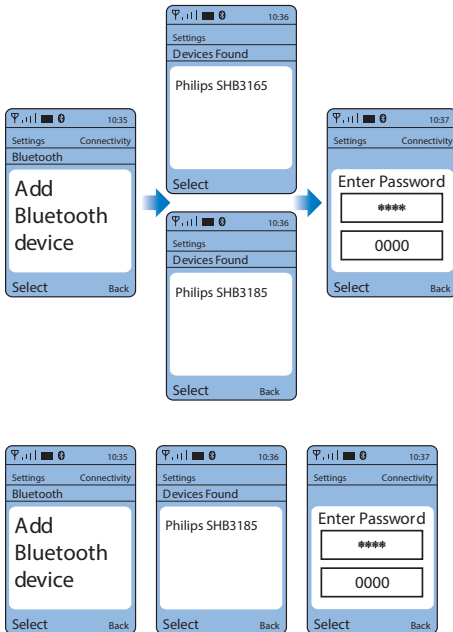 10:35
Settings Connectivity
Bluetooth
Add
Bluetooth
device
Select Back
10:36
Settings
Devices Found
Philips SHB3165
Select
10:36
Settings
Devices Found
Philips SHB3185
Select Back
10:37
Settings Connectivity
Enter Password
****
0000
Select Back
10:35
Settings Connectivity
Bluetooth
Add
Bluetooth
device
Select Back
10:36
Settings
Devices Found
Philips SHB3185
Select Back
10:37
Settings Connectivity
Enter Password
****
0000
Select Back